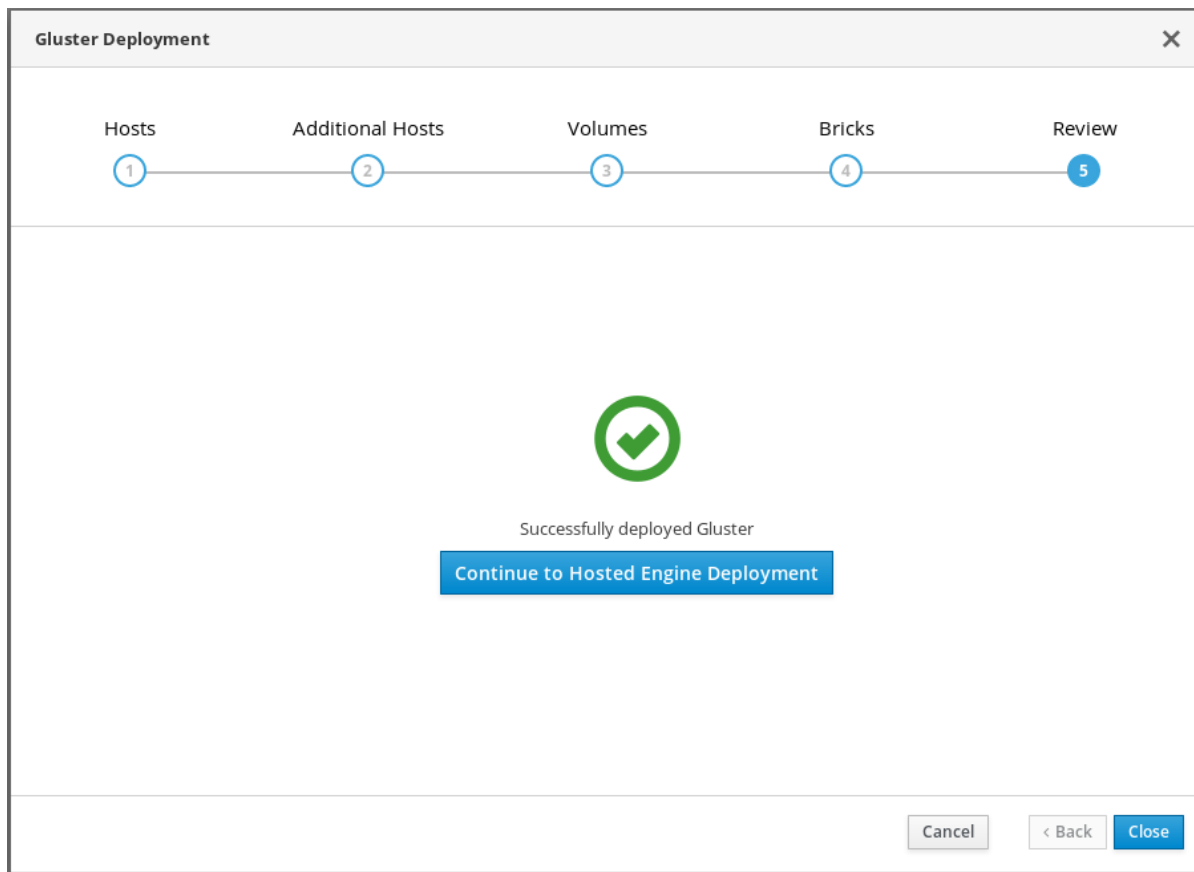 Gluster Deployment
Hosts Additional Hosts Volumes Bricks Review
1 2 3 4 5
Successfully deployed Gluster
Continue to Hosted Engine Deployment
Cancel < Back Close